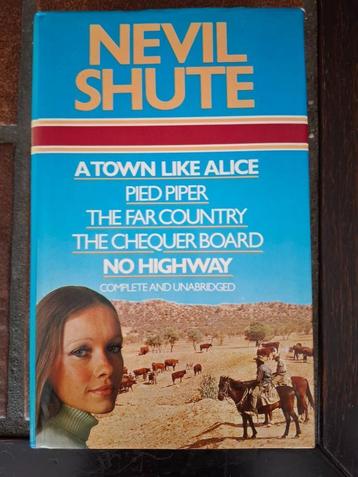 NEVIL
SHUTE
A TOWN LIKE ALICE
PIED PIPER
THE FAR COUNTRY
THE CHEQUER BOARD
NO HIGHWAY
COMPLETE AND UNABRIDGED